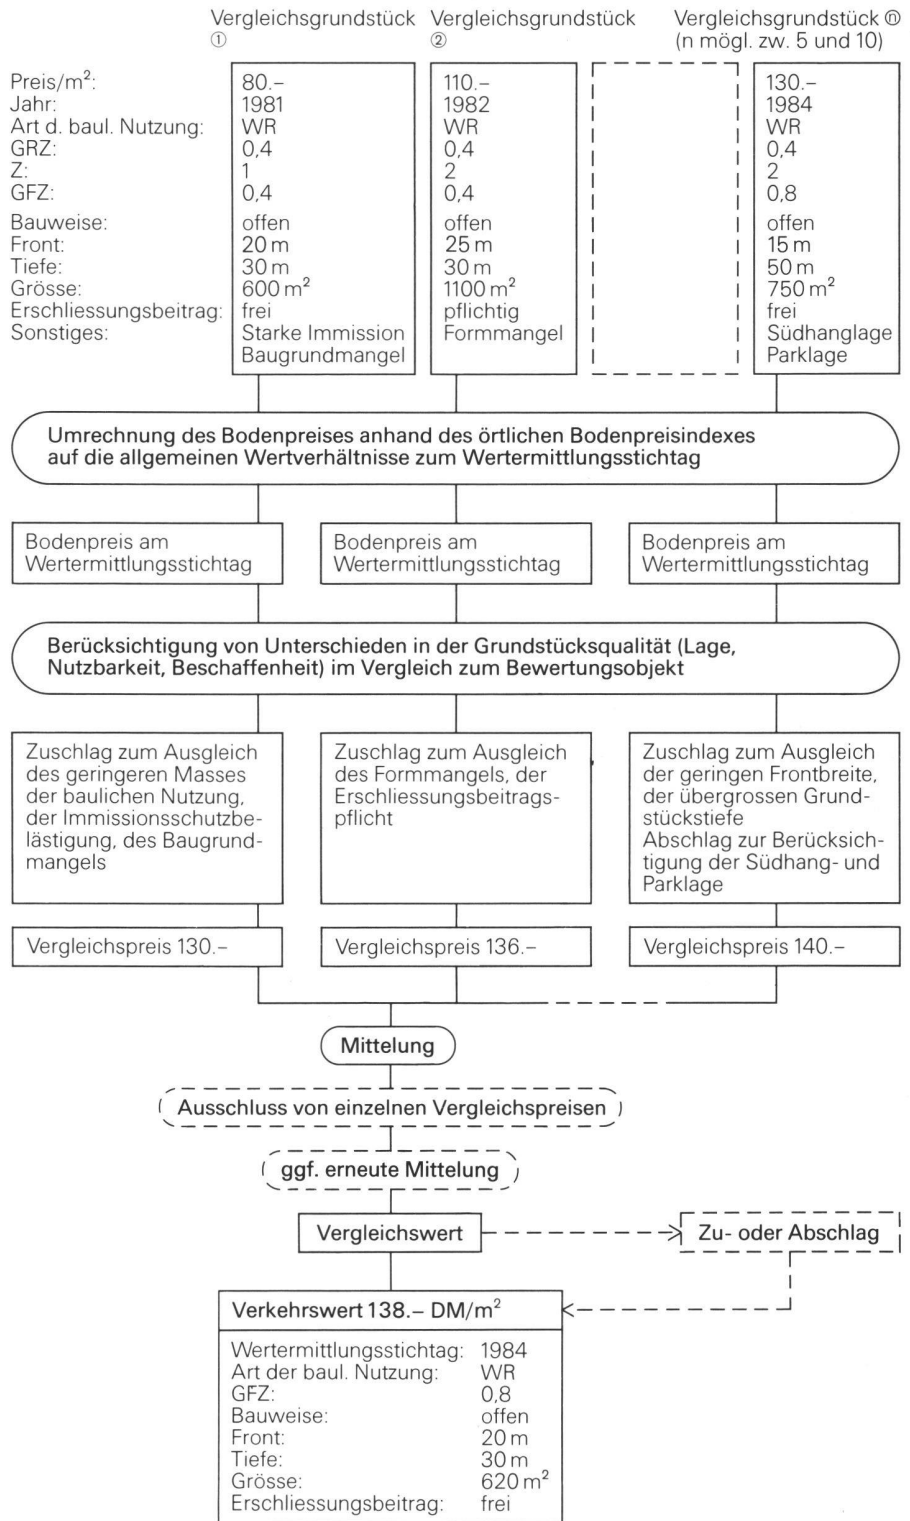 Vergleichsgrundstück ①
Vergleichsgrundstück ②
Vergleichsgrundstück ⓝ
(n mögl. zw. 5 und 10)
Preis/m²: 80.– 110.– 130.–
Jahr: 1981 1982 1984
Art d. baul. Nutzung: WR WR WR
GRZ: 0,4 0,4 0,4
Z: 1 2 2
GFZ: 0,4 0,4 0,8
Bauweise: offen offen offen
Front: 20 m 25 m 15 m
Tiefe: 30 m 30 m 50 m
Grösse: 600 m² 1100 m² 750 m²
Erschliessungsbeitrag: frei pflichtig frei
Sonstiges: Starke Immission Formmangel Südhanglage
Baugrundmangel Parklage
Umrechnung des Bodenpreises anhand des örtlichen Bodenpreisindexes
auf die allgemeinen Wertverhältnisse zum Wertermittlungsstichtag
Bodenpreis am
Wertermittlungsstichtag
Bodenpreis am
Wertermittlungsstichtag
Bodenpreis am
Wertermittlungsstichtag
Berücksichtigung von Unterschieden in der Grundstücksqualität (Lage,
Nutzbarkeit, Beschaffenheit) im Vergleich zum Bewertungsobjekt
Zuschlag zum Ausgleich
des geringeren Masses
der baulichen Nutzung,
der Immissionsschutzbe-
lästigung, des Baugrund-
mangels
Zuschlag zum Ausgleich
des Formmangels, der
Erschliessungsbeitrags-
pflicht
Zuschlag zum Ausgleich
der geringen Frontbreite,
der übergrossen Grund-
stückstiefe
Abschlag zur Berücksich-
tigung der Südhang- und
Parklage
Vergleichspreis 130.–
Vergleichspreis 136.–
Vergleichspreis 140.–
Mittelung
Ausschluss von einzelnen Vergleichspreisen
ggf. erneute Mittelung
Vergleichswert
Zu- oder Abschlag
Verkehrswert 138.– DM/m²
Wertermittlungsstichtag: 1984
Art der baul. Nutzung: WR
GFZ: 0,8
Bauweise: offen
Front: 20 m
Tiefe: 30 m
Grösse: 620 m²
Erschliessungsbeitrag: frei